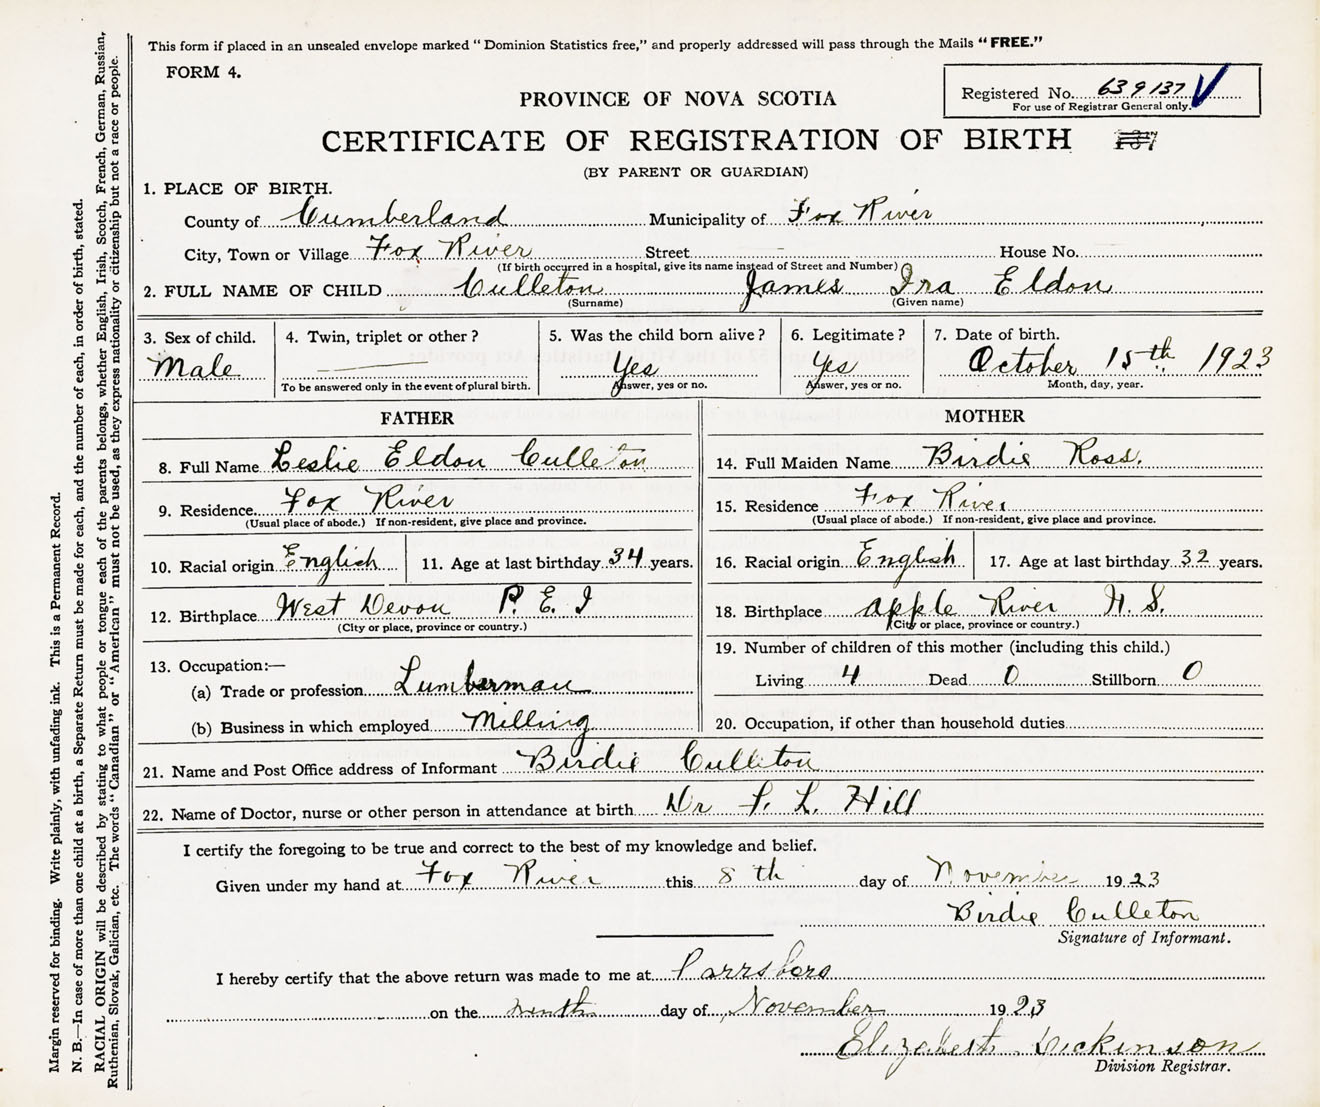 This form if placed in an unsealed envelope marked "Dominion Statistics free," and properly addressed will pass through the Mails "FREE."
FORM 4.
Registered No. 639137
For use of Registrar General only.
PROVINCE OF NOVA SCOTIA
CERTIFICATE OF REGISTRATION OF BIRTH
(BY PARENT OR GUARDIAN)
1. PLACE OF BIRTH.
County of Cumberland Municipality of Fox River
City, Town or Village Fox River Street House No.
(If birth occurred in a hospital, give its name instead of Street and Number)
2. FULL NAME OF CHILD Culleton James Ira Eldon
(Surname) (Given name)
3. Sex of child. 4. Twin, triplet or other? 5. Was the child born alive? 6. Legitimate? 7. Date of birth.
Male Yes Yes October 15th 1923
To be answered only in the event of plural birth. Answer, yes or no. Answer, yes or no. Month, day, year.
FATHER
8. Full Name Leslie Eldon Culleton
9. Residence. Fox River
(Usual place of abode.) If non-resident, give place and province.
10. Racial origin English 11. Age at last birthday 34 years.
12. Birthplace West Devon P. E. I
(City or place, province or country.)
13. Occupation:—
(a) Trade or profession Lumberman
(b) Business in which employed Milling
MOTHER
14. Full Maiden Name Birdie Ross.
15. Residence Fox River
(Usual place of abode.) If non-resident, give place and province.
16. Racial origin English 17. Age at last birthday 32 years.
18. Birthplace Apple River N. S.
(City or place, province or country.)
19. Number of children of this mother (including this child.)
Living 4 Dead 0 Stillborn 0
20. Occupation, if other than household duties
21. Name and Post Office address of Informant Birdie Culleton
22. Name of Doctor, nurse or other person in attendance at birth Dr L. Hill
I certify the foregoing to be true and correct to the best of my knowledge and belief.
Given under my hand at Fox River this 8th day of November 1923
Birdie Culleton
Signature of Informant.
I hereby certify that the above return was made to me at Parrsboro
on the ninth day of November 1923
Elizabeth Dickinson
Division Registrar.
Margin reserved for binding. Write plainly, with unfading ink. This is a Permanent Record.
N. B.—In case of more than one child at a birth, a Separate Return must be made for each, and the number of each, in order of birth, stated.
RACIAL ORIGIN will be described by stating to what people or tongue each of the parents belongs, whether English, Irish, Scotch, French, German, Russian,
Ruthenian, Slovak, Galician, etc. The words "Canadian" or "American" must not be used, as they express nationality or citizenship but not a race or people.